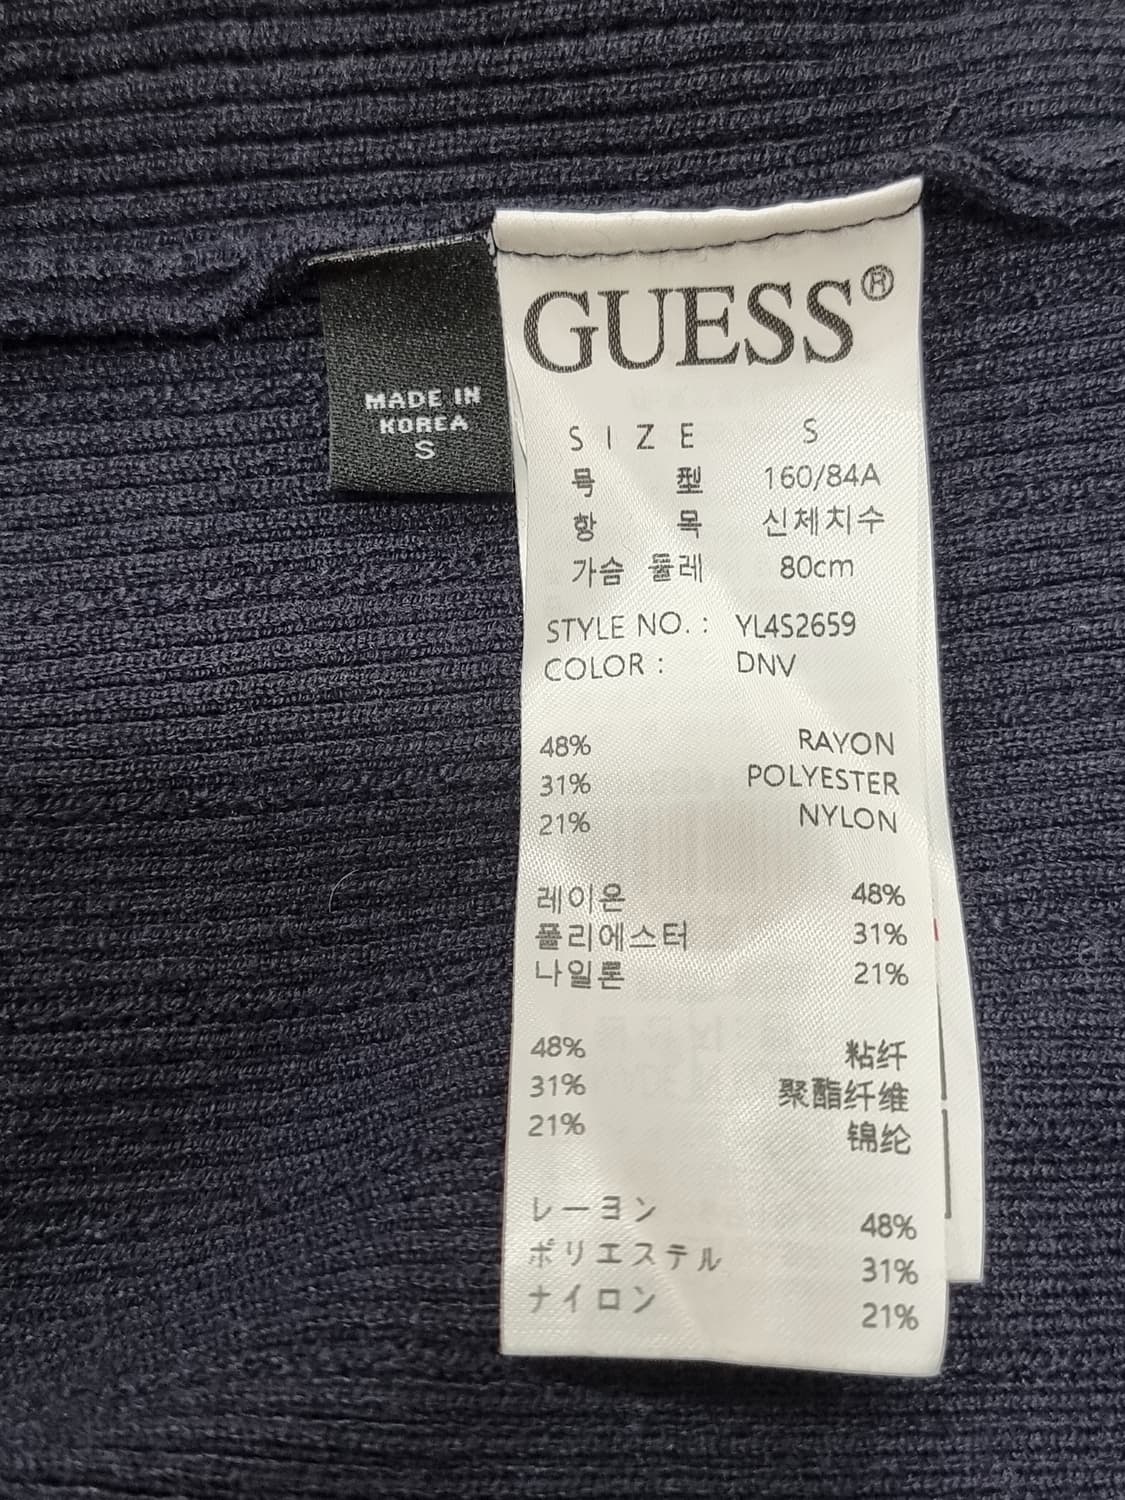 MADE IN
KOREA
S
GUESS®
SIZE S
号 型 160/84A
항 목 신체치수
가슴 둘레 80cm
STYLE NO. : YL4S2659
COLOR : DNV
48% RAYON
31% POLYESTER
21% NYLON
레이온 48%
폴리에스터 31%
나일론 21%
48% 粘纤
31% 聚酯纤维
21% 锦纶
レーヨン 48%
ポリエステル 31%
ナイロン 21%